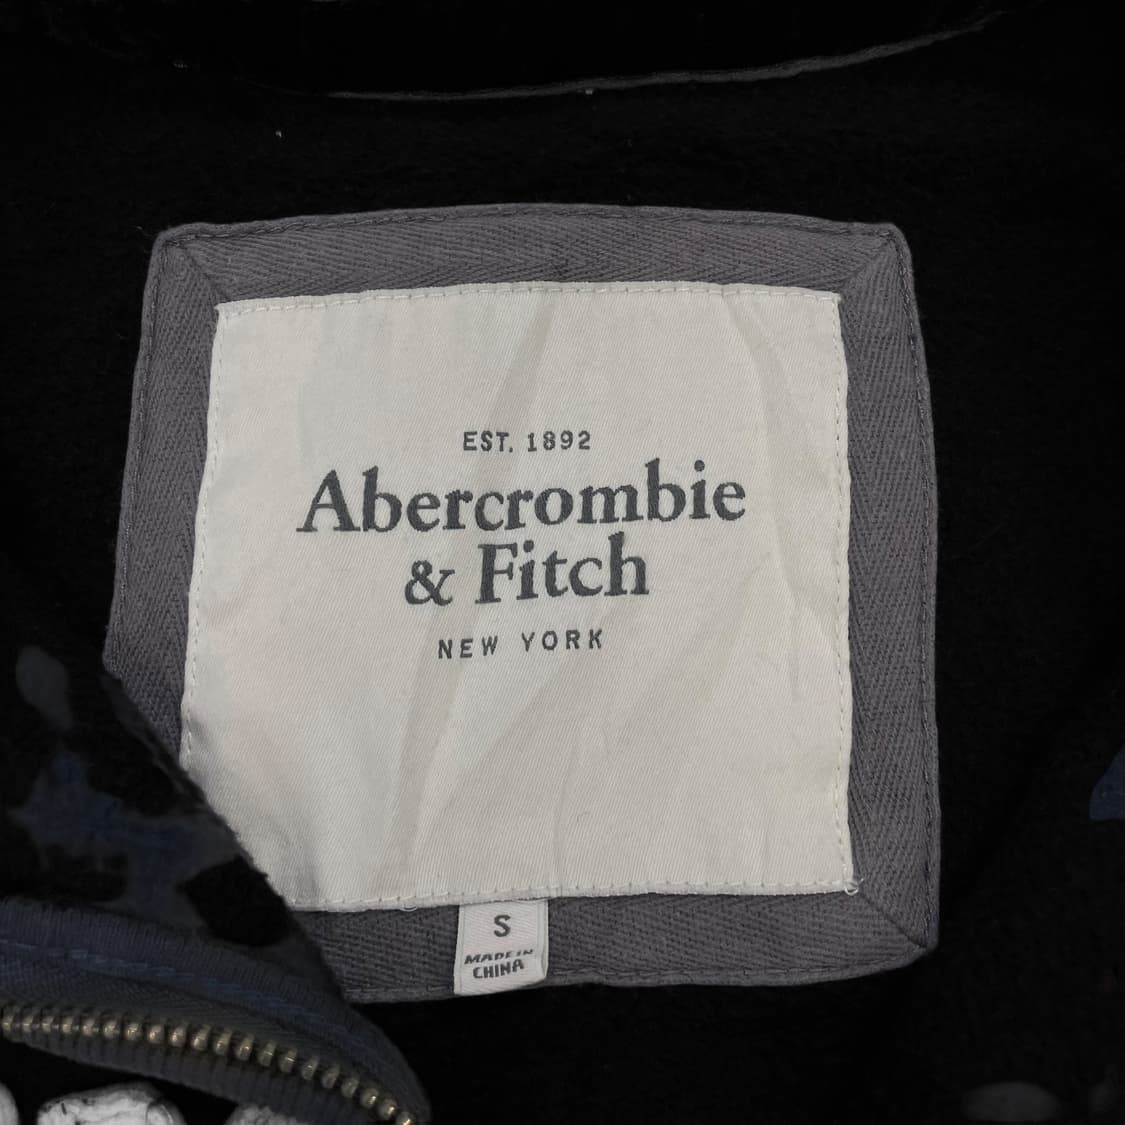 EST. 1892
Abercrombie
& Fitch
NEW YORK
S
MADE IN
CHINA